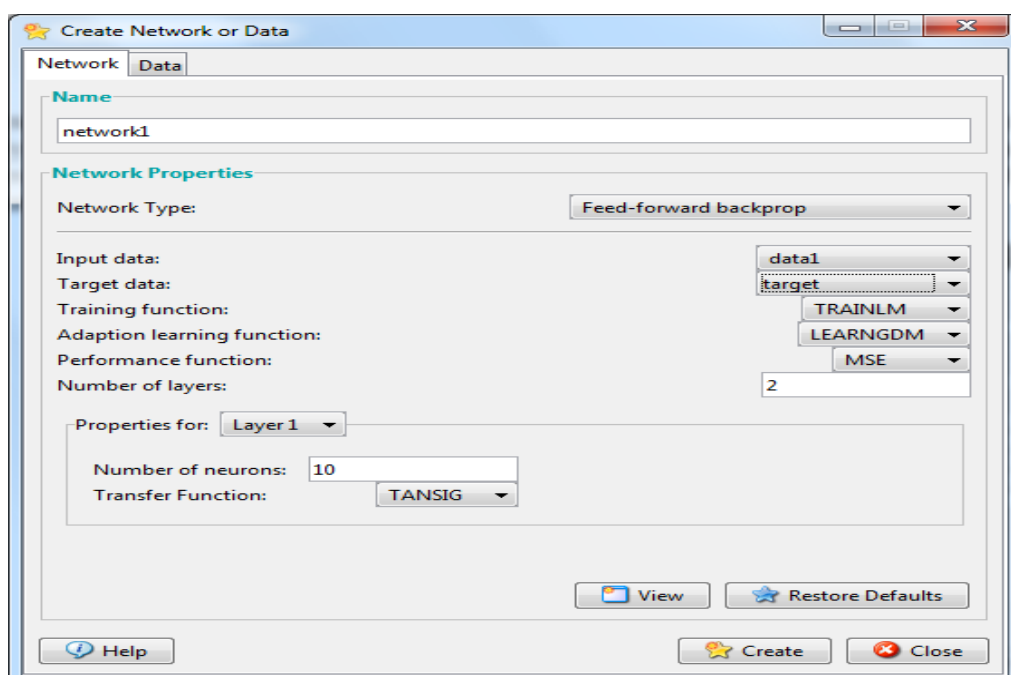 Create Network or Data
Network Data
Name
network1
Network Properties
Network Type: Feed-forward backprop
Input data: data1
Target data: target
Training function: TRAINLM
Adaption learning function: LEARNGDM
Performance function: MSE
Number of layers: 2
Properties for: Layer 1
Number of neurons: 10
Transfer Function: TANSIG
View Restore Defaults
Help Create Close